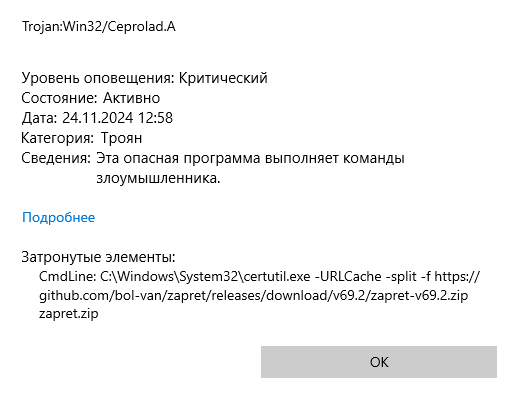 Trojan:Win32/Ceprolad.A
Уровень оповещения: Критический
Состояние: Активно
Дата: 24.11.2024 12:58
Категория: Троян
Сведения: Эта опасная программа выполняет команды
злоумышленника.
Подробнее
Затронутые элементы:
CmdLine: C:\Windows\System32\certutil.exe -URLCache -split -f https://
github.com/bol-van/zapret/releases/download/v69.2/zapret-v69.2.zip
zapret.zip
OK